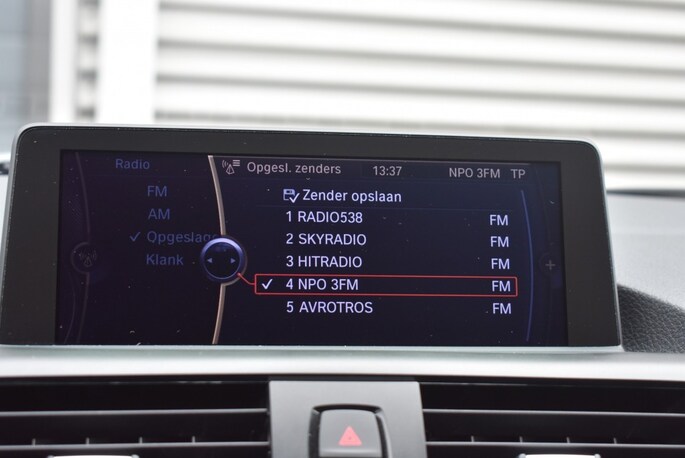 Radio
FM
AM
Opgeslage
Klank
Opgesl. zenders 13:37 NPO 3FM TP
Zender opslaan
1 RADIO538 FM
2 SKYRADIO FM
3 HITRADIO FM
4 NPO 3FM FM
5 AVROTROS FM